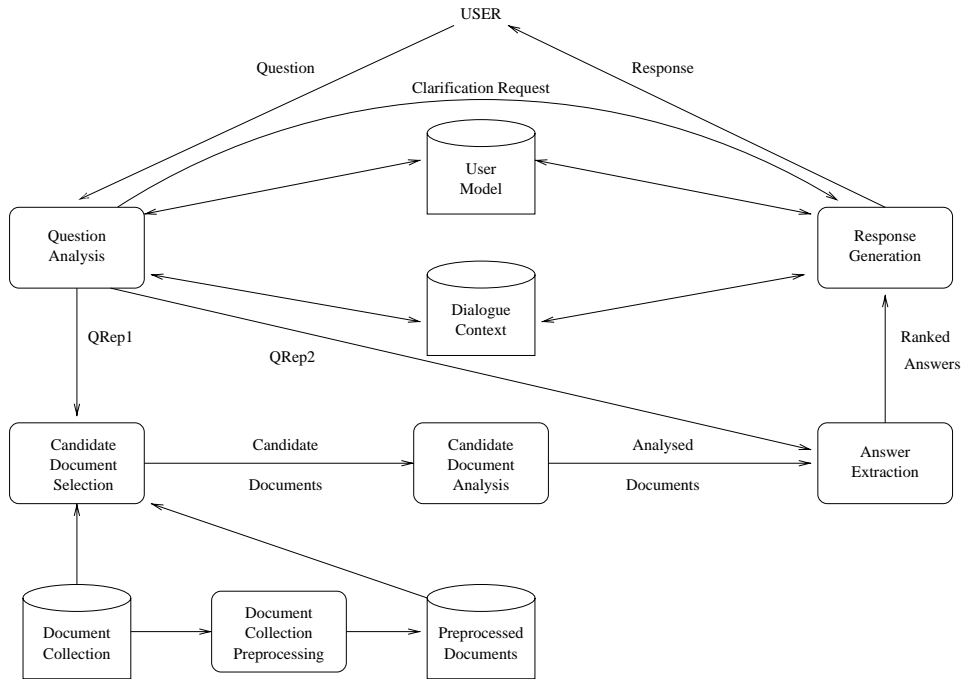 USER
Question
Response
Clarification Request
User
Model
Question
Analysis
Response
Generation
Dialogue
Context
QRep1
QRep2
Ranked
Answers
Candidate
Document
Selection
Candidate
Documents
Candidate
Document
Analysis
Analysed
Documents
Answer
Extraction
Document
Collection
Document
Collection
Preprocessing
Preprocessed
Documents